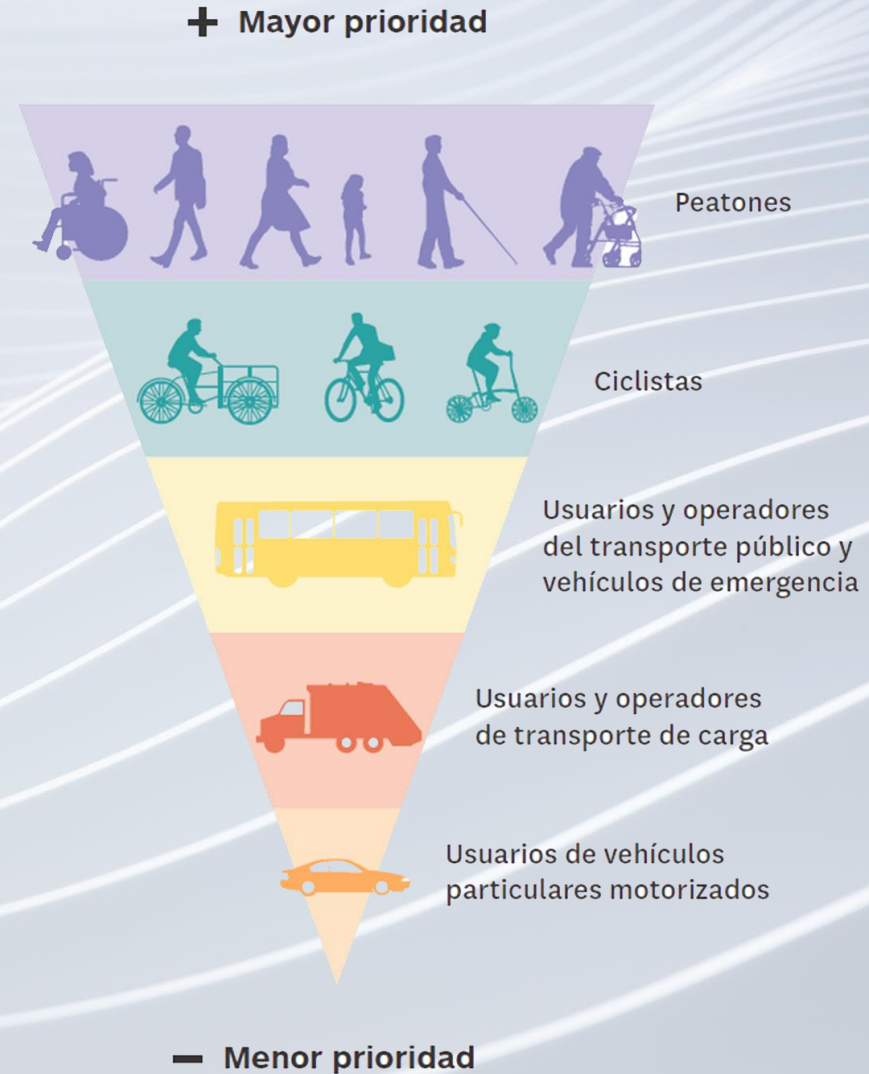 + Mayor prioridad
Peatones
Ciclistas
Usuarios y operadores
del transporte público y
vehículos de emergencia
Usuarios y operadores
de transporte de carga
Usuarios de vehículos
particulares motorizados
− Menor prioridad